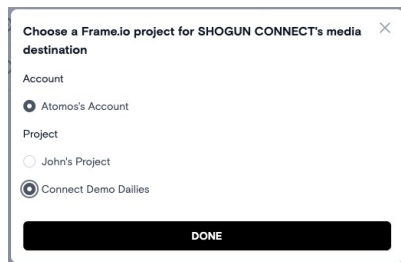 Choose a Frame.io project for SHOGUN CONNECT's media
destination
Account
Atomos's Account
Project
John's Project
Connect Demo Dailies
DONE